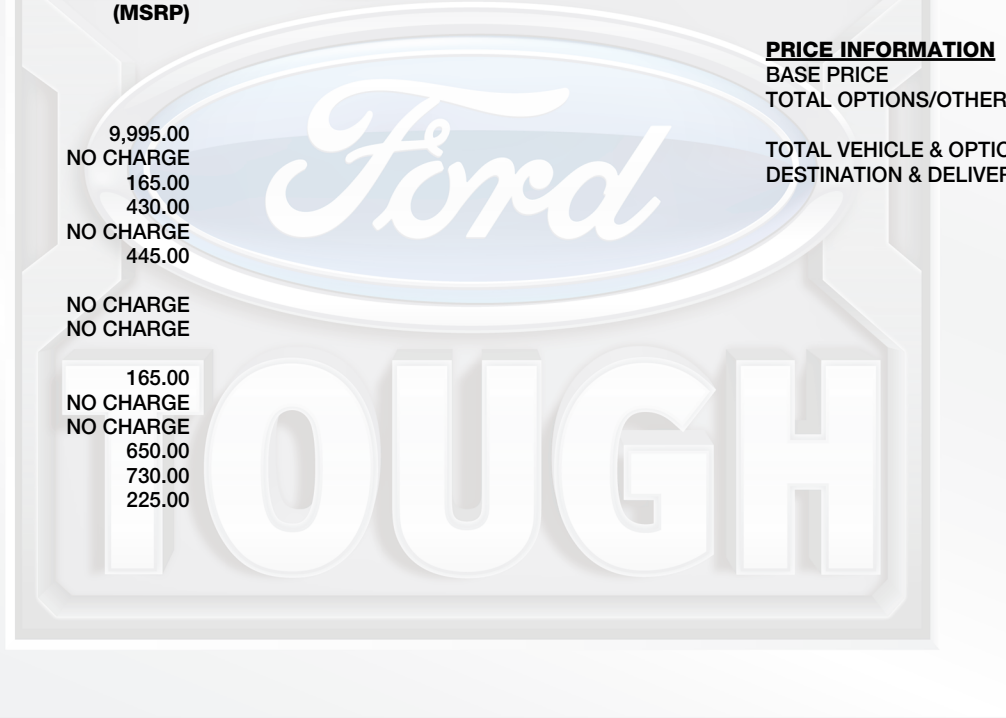 (MSRP)
9,995.00
NO CHARGE
165.00
430.00
NO CHARGE
445.00
NO CHARGE
NO CHARGE
165.00
NO CHARGE
NO CHARGE
650.00
730.00
225.00
PRICE INFORMATION
BASE PRICE
TOTAL OPTIONS/OTHER
TOTAL VEHICLE & OPTIO
DESTINATION & DELIVER
Ford
TOUGH